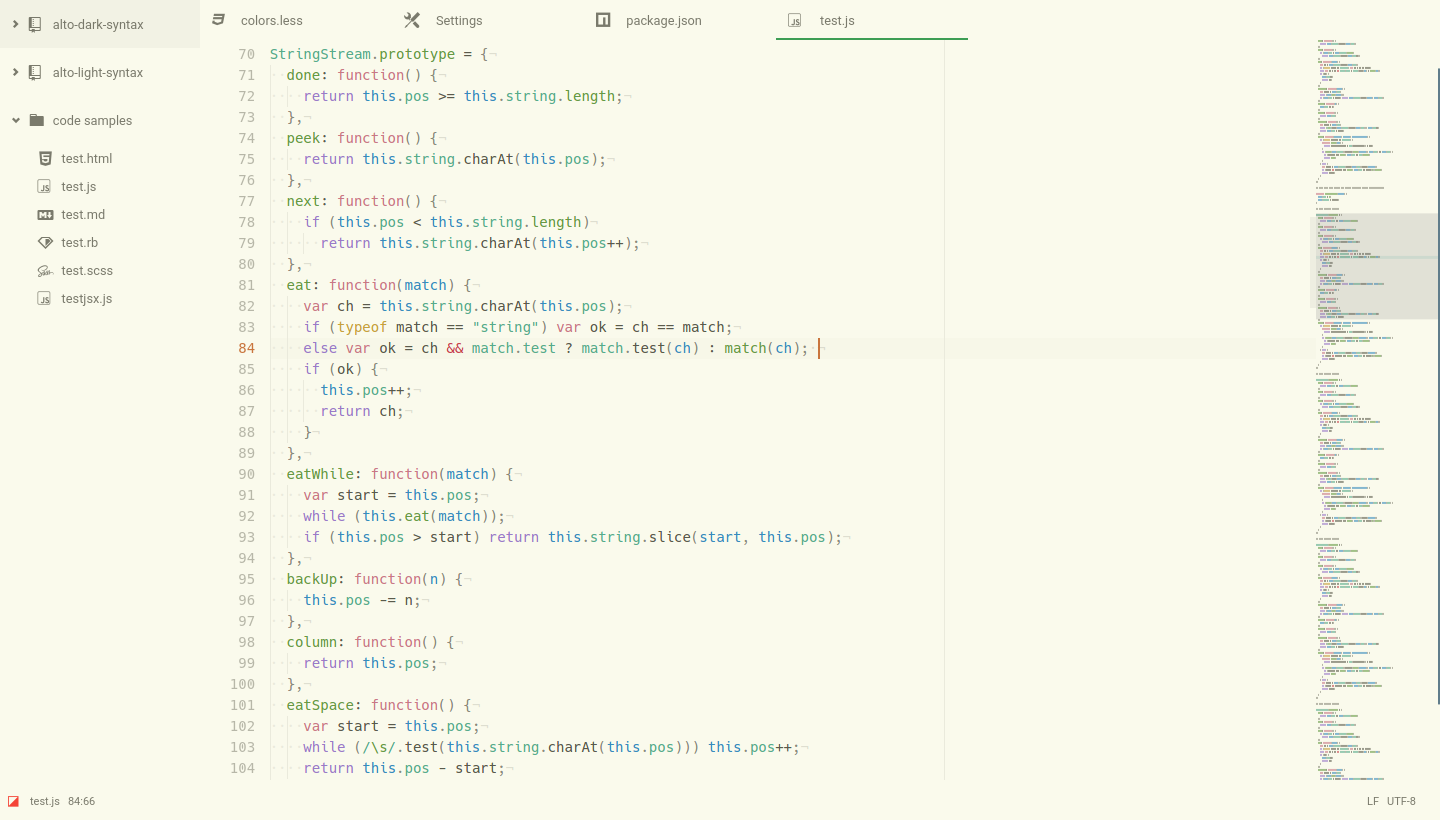 alto-dark-syntax
alto-light-syntax
code samples
test.html
test.js
test.md
test.rb
test.scss
testjsx.js
colors.less
Settings
package.json
test.js
70 StringStream.prototype = {¬
71 done: function() {¬
72 return this.pos >= this.string.length;¬
73 },¬
74 peek: function() {¬
75 return this.string.charAt(this.pos);¬
76 },¬
77 next: function() {¬
78 if (this.pos < this.string.length)¬
79 return this.string.charAt(this.pos++);¬
80 },¬
81 eat: function(match) {¬
82 var ch = this.string.charAt(this.pos);¬
83 if (typeof match == "string") var ok = ch == match;¬
84 else var ok = ch && match.test ? match.test(ch) : match(ch); ¬
85 if (ok) {¬
86 this.pos++;¬
87 return ch;¬
88 }¬
89 },¬
90 eatWhile: function(match) {¬
91 var start = this.pos;¬
92 while (this.eat(match));¬
93 if (this.pos > start) return this.string.slice(start, this.pos);¬
94 },¬
95 backUp: function(n) {¬
96 this.pos -= n;¬
97 },¬
98 column: function() {¬
99 return this.pos;¬
100 },¬
101 eatSpace: function() {¬
102 var start = this.pos;¬
103 while (/\s/.test(this.string.charAt(this.pos))) this.pos++;¬
104 return this.pos - start;¬
test.js 84:66
LF UTF-8